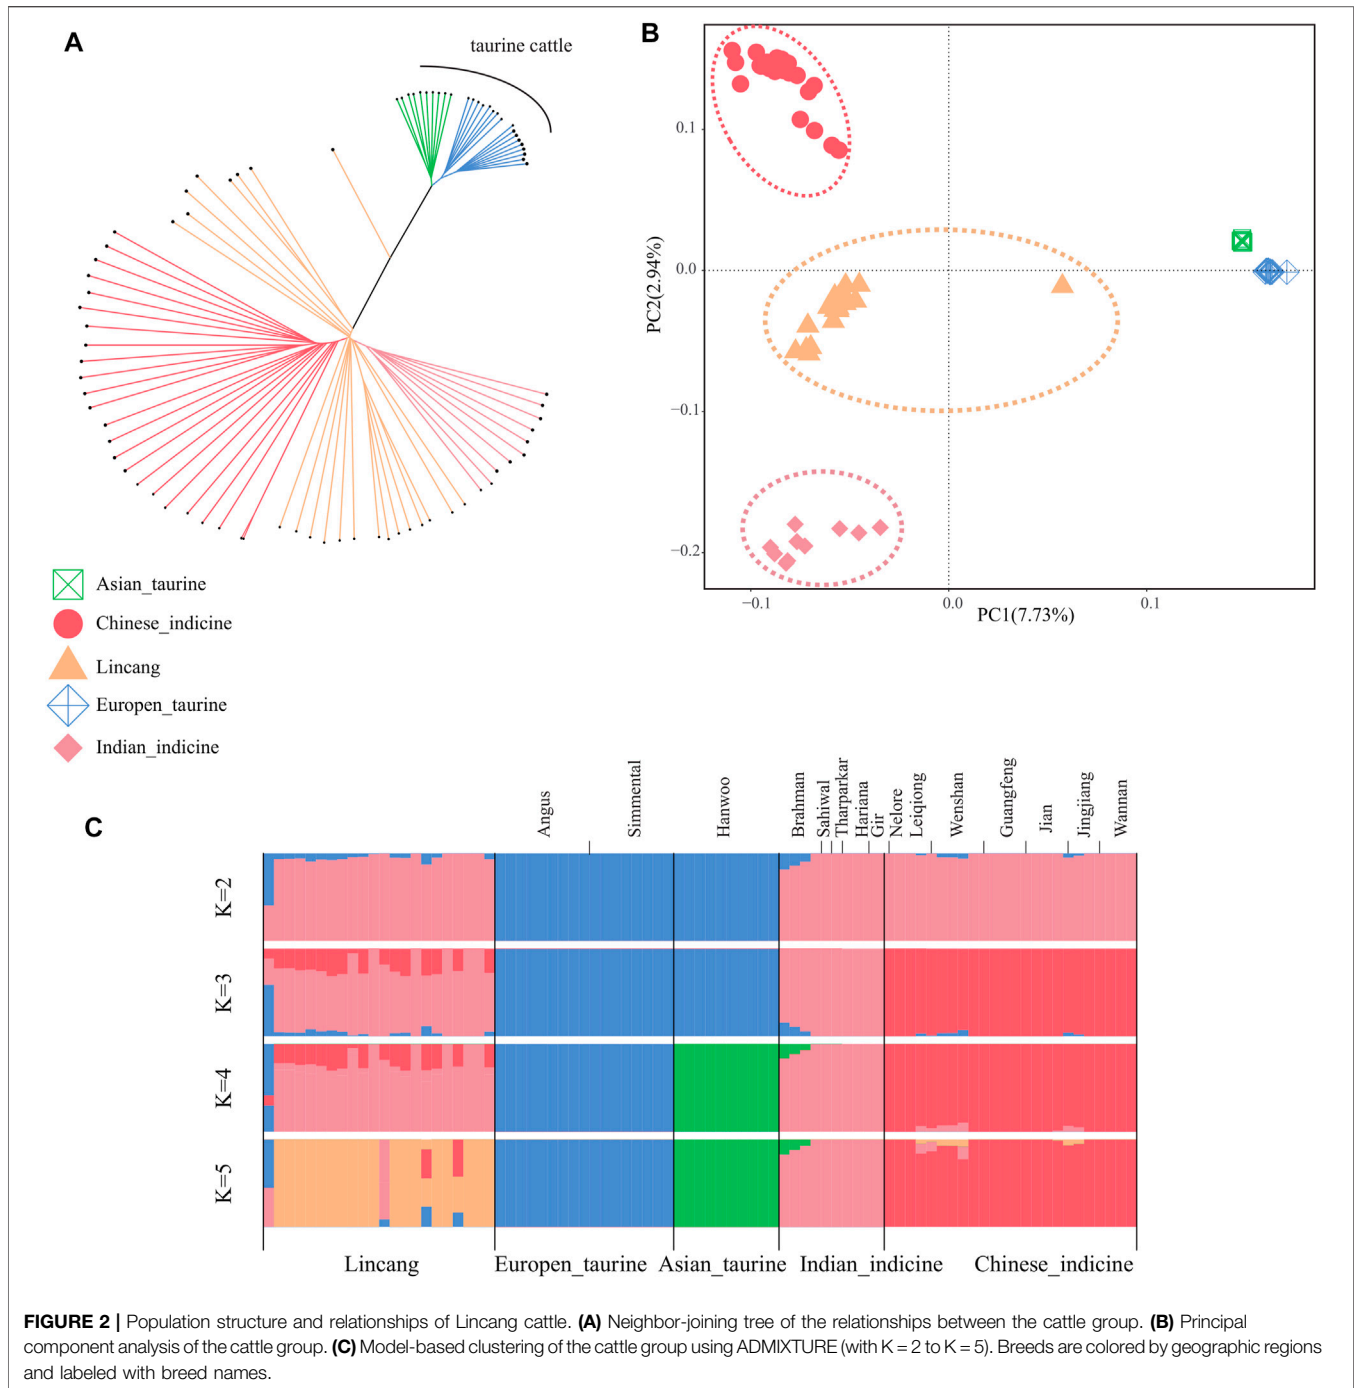 A
taurine cattle
B
0.1
0.0
−0.1
−0.2
PC2(2.94%)
−0.1
0.0
0.1
PC1(7.73%)
Asian_taurine
Chinese_indicine
Lincang
Europen_taurine
Indian_indicine
C
Angus
Simmental
Hanwoo
Brahman
Sahiwal
Tharparkar
Hariana
Gir
Nelore
Leiqiong
Wenshan
Guangfeng
Jian
Jingjiang
Wannan
K=2
K=3
K=4
K=5
Lincang
Europen_taurine
Asian_taurine
Indian_indicine
Chinese_indicine
FIGURE 2 | Population structure and relationships of Lincang cattle. (A) Neighbor-joining tree of the relationships between the cattle group. (B) Principal
component analysis of the cattle group. (C) Model-based clustering of the cattle group using ADMIXTURE (with K = 2 to K = 5). Breeds are colored by geographic regions
and labeled with breed names.